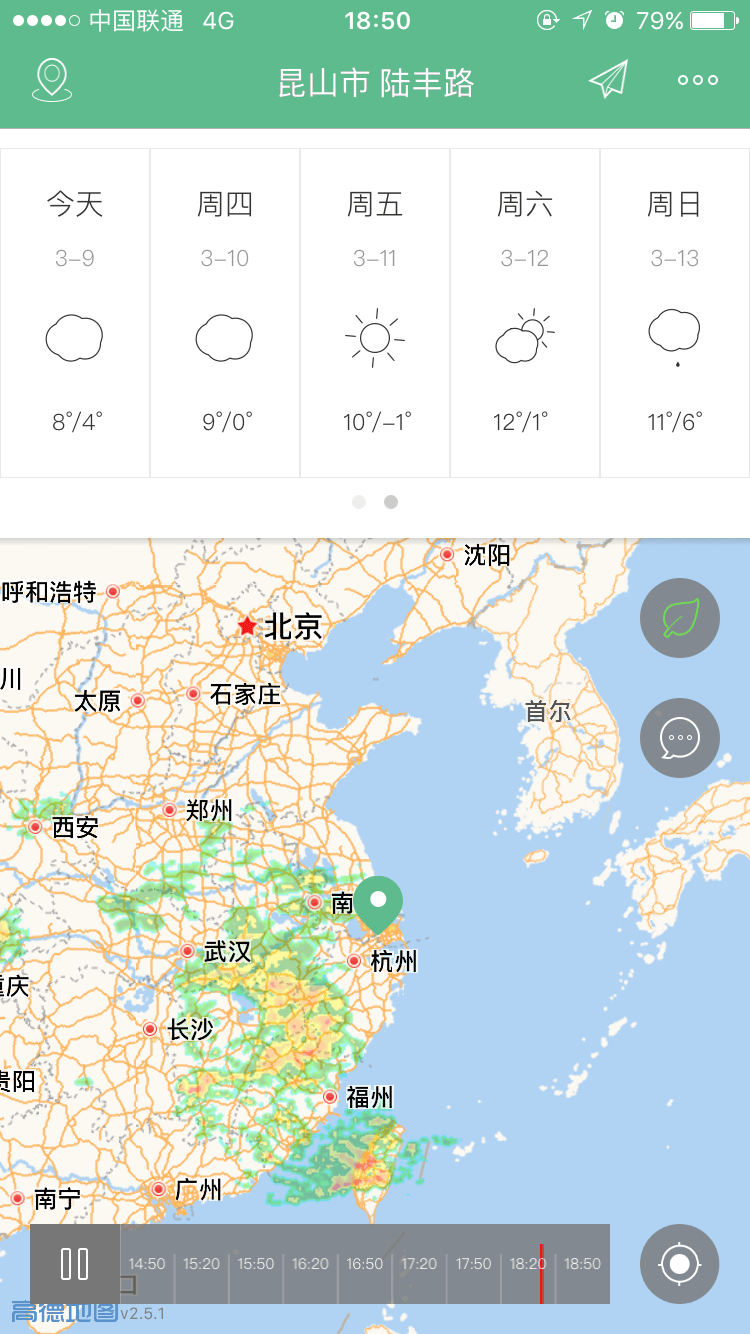 中国联通 4G 18:50 79%
昆山市 陆丰路
今天 周四 周五 周六 周日
3–9 3–10 3–11 3–12 3–13
8°/4° 9°/0° 10°/–1° 12°/1° 11°/6°
沈阳
呼和浩特
北京
川
太原
石家庄
首尔
郑州
西安
南
武汉
杭州
庆
长沙
贵阳
福州
广州
南宁
14:50 15:20 15:50 16:20 16:50 17:20 17:50 18:20 18:50
口
高德地图 v2.5.1